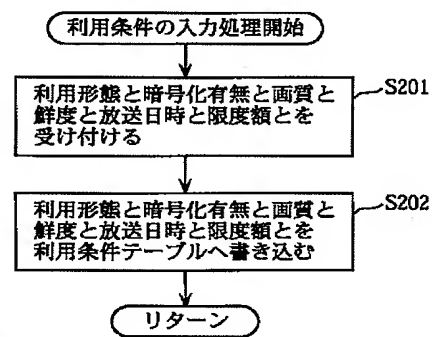 利用条件の入力処理開始
S201
利用形態と暗号化有無と画質と
鮮度と放送日時と限度額とを
受け付ける
S202
利用形態と暗号化有無と画質と
鮮度と放送日時と限度額とを
利用条件テーブルへ書き込む
リターン